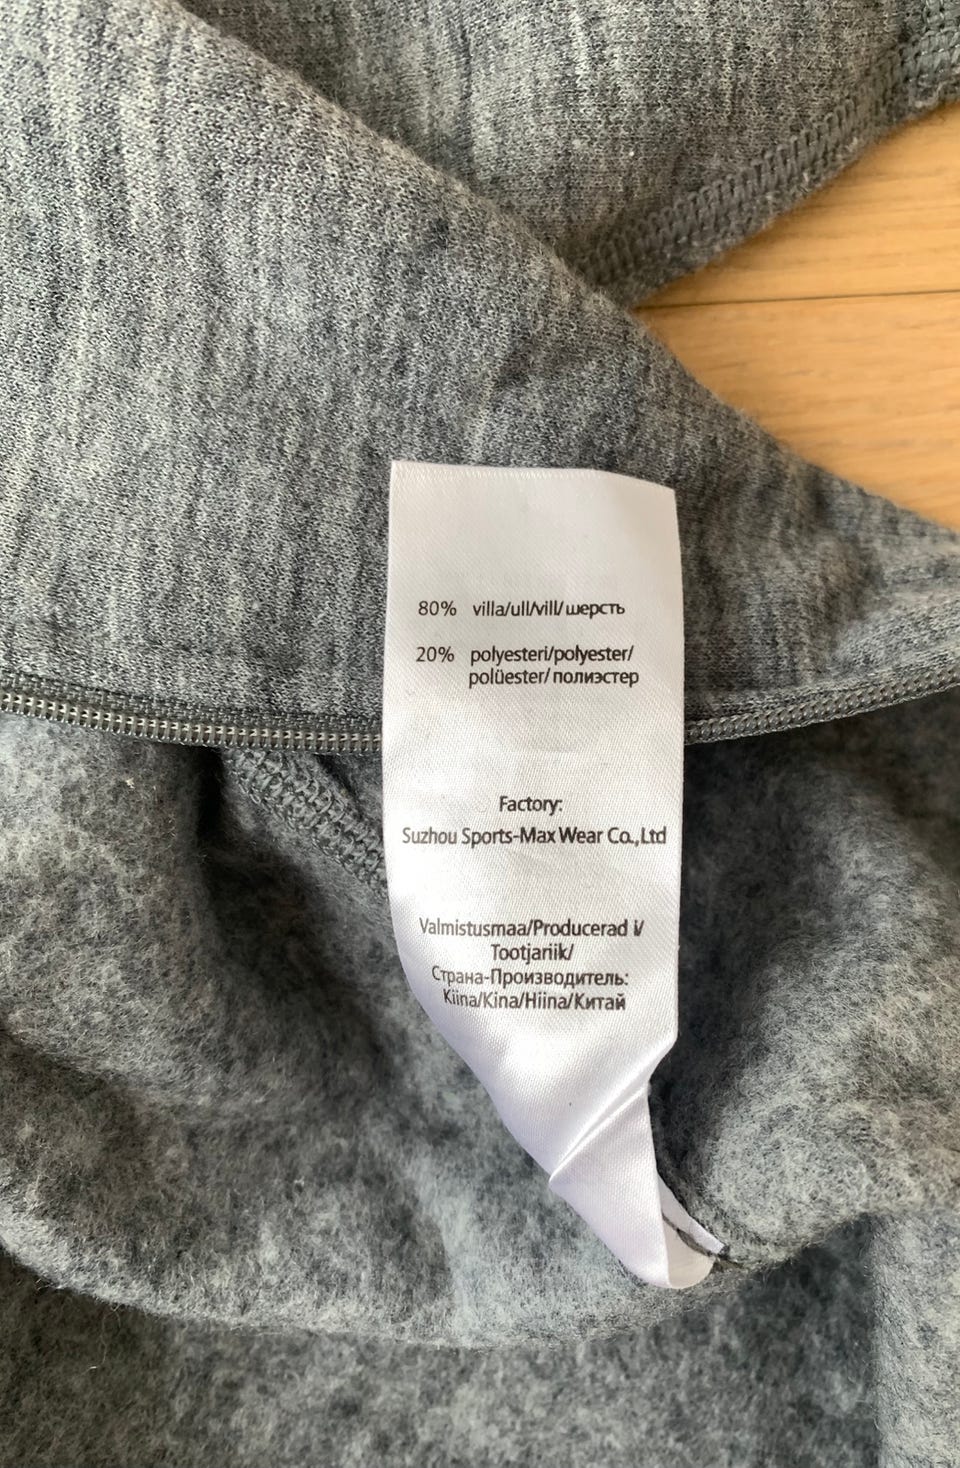 80% villa/ull/vill/шерсть
20% polyesteri/polyester/
polüester/полиэстер
Factory:
Suzhou Sports-Max Wear Co.,Ltd
Valmistusmaa/Producerad i/
Tootjariik/
Страна-Производитель:
Kiina/Kina/Hiina/Китай